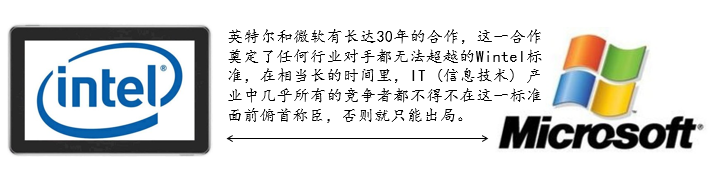 英特尔和微软有长达30年的合作，这一合作
奠定了任何行业对手都无法超越的Wintel标
准，在相当长的时间里，IT (信息技术) 产
业中几乎所有的竞争者都不得不在这一标准
面前俯首称臣，否则就只能出局。
intel®
Microsoft®